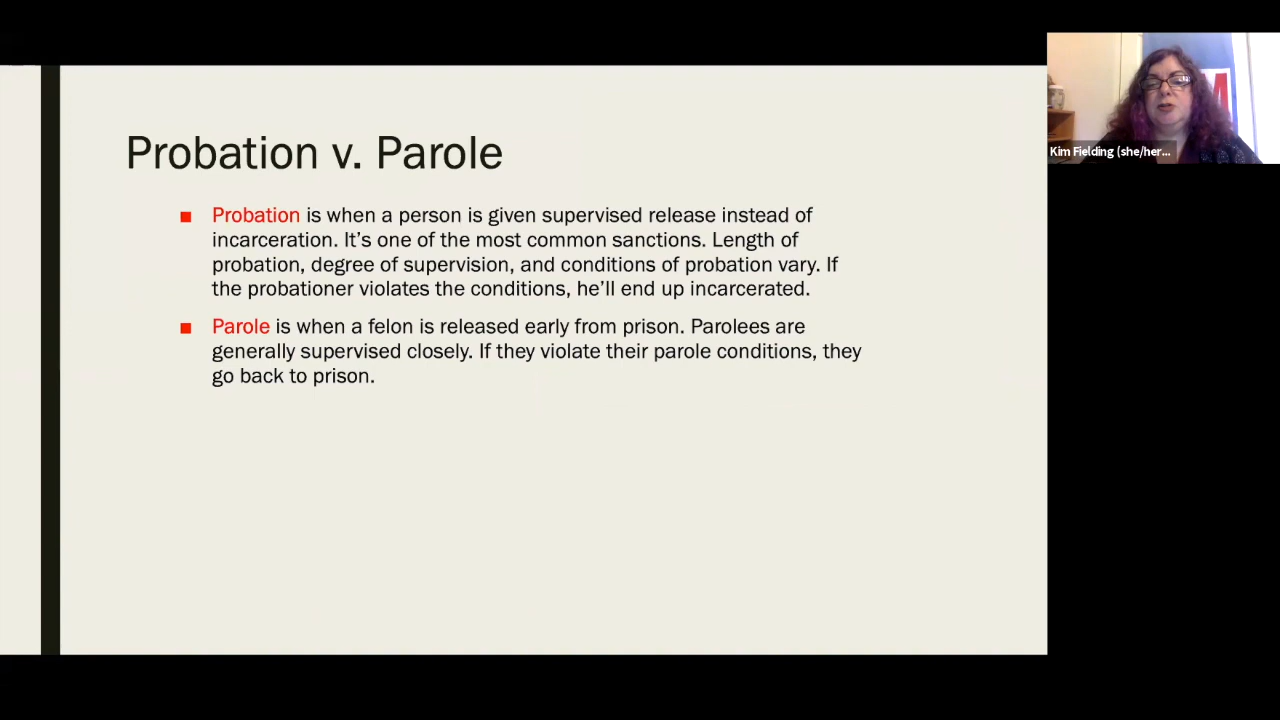 Probation v. Parole
Probation is when a person is given supervised release instead of
incarceration. It's one of the most common sanctions. Length of
probation, degree of supervision, and conditions of probation vary. If
the probationer violates the conditions, he'll end up incarcerated.
Parole is when a felon is released early from prison. Parolees are
generally supervised closely. If they violate their parole conditions, they
go back to prison.
Kim Fielding (she/her...